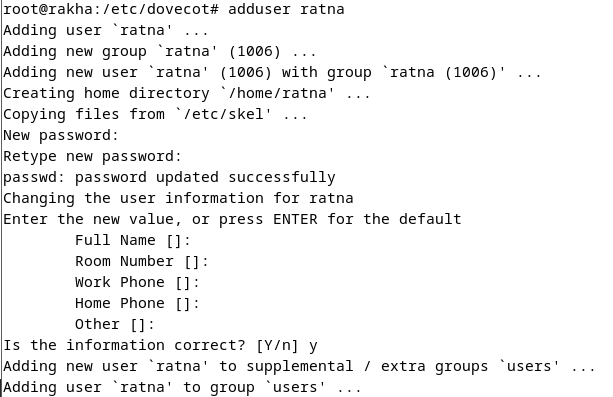 root@rakha:/etc/dovecot# adduser ratna
Adding user `ratna' ...
Adding new group `ratna' (1006) ...
Adding new user `ratna' (1006) with group `ratna (1006)' ...
Creating home directory `/home/ratna' ...
Copying files from `/etc/skel' ...
New password:
Retype new password:
passwd: password updated successfully
Changing the user information for ratna
Enter the new value, or press ENTER for the default
        Full Name []:
        Room Number []:
        Work Phone []:
        Home Phone []:
        Other []:
Is the information correct? [Y/n] y
Adding new user `ratna' to supplemental / extra groups `users' ...
Adding user `ratna' to group `users' ...